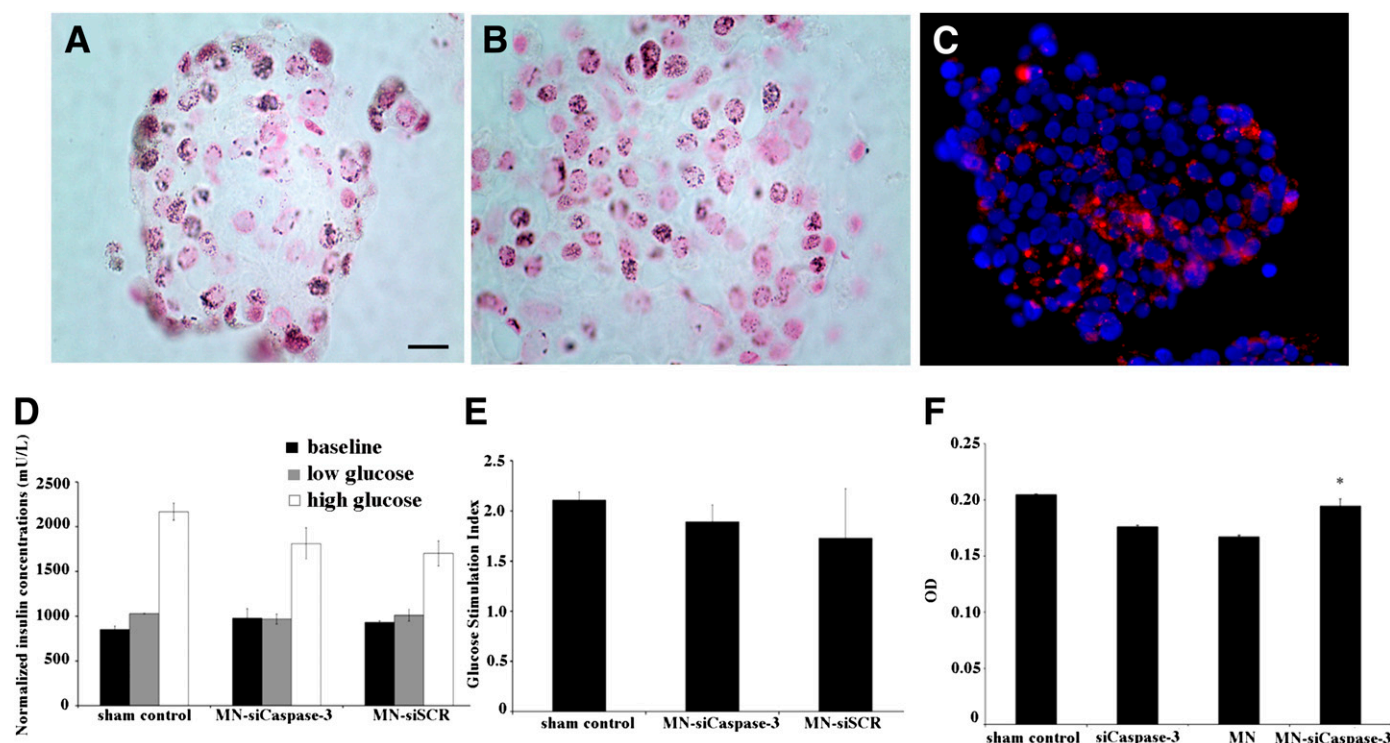 A
B
C
D
E
F
Normalized insulin concentrations (mU/L)
baseline
low glucose
high glucose
2500
2000
1500
1000
500
0
sham control
MN-siCaspase-3
MN-siSCR
Glucose Stimulation Index
2.5
2.0
1.5
1.0
0.5
0.0
sham control
MN-siCaspase-3
MN-siSCR
OD
0.25
0.20
0.15
0.10
0.05
0
*
sham control
siCaspase-3
MN
MN-siCaspase-3